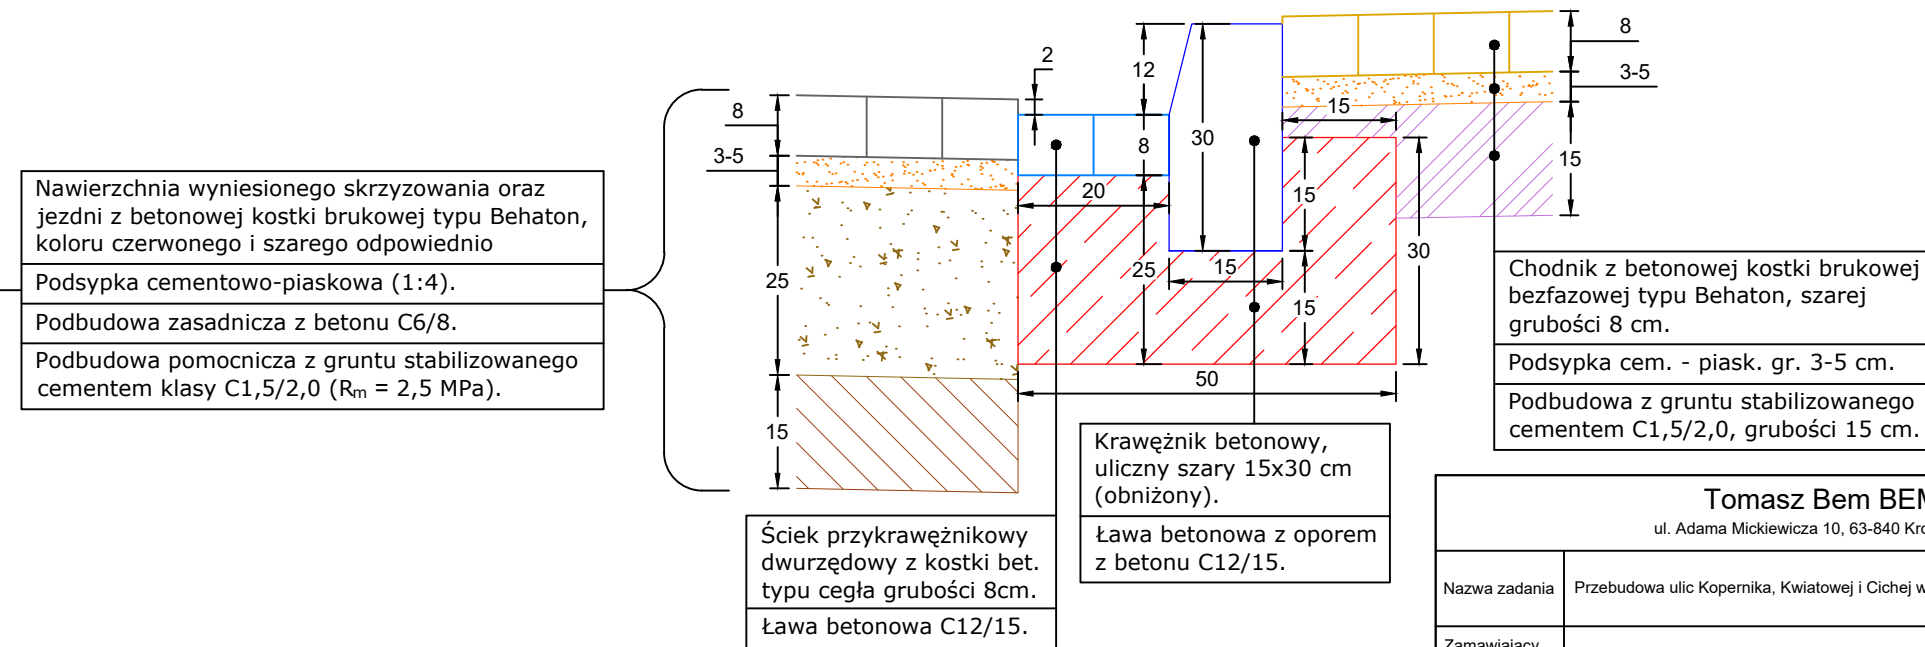 Nawierzchnia wyniesionego skrzyzowania oraz
jezdni z betonowej kostki brukowej typu Behaton,
koloru czerwonego i szarego odpowiednio
Podsypka cementowo-piaskowa (1:4).
Podbudowa zasadnicza z betonu C6/8.
Podbudowa pomocnicza z gruntu stabilizowanego
cementem klasy C1,5/2,0 (Rm = 2,5 MPa).
8
3-5
25
15
2
12
8
30
20
25
15
15
15
15
30
50
8
3-5
15
Ściek przykrawężnikowy
dwurzędowy z kostki bet.
typu cegła grubości 8cm.
Ława betonowa C12/15.
Krawężnik betonowy,
uliczny szary 15x30 cm
(obniżony).
Ława betonowa z oporem
z betonu C12/15.
Chodnik z betonowej kostki brukowej
bezfazowej typu Behaton, szarej
grubości 8 cm.
Podsypka cem. - piask. gr. 3-5 cm.
Podbudowa z gruntu stabilizowanego
cementem C1,5/2,0, grubości 15 cm.
Tomasz Bem BEM
ul. Adama Mickiewicza 10, 63-840 Kro
Nazwa zadania
Przebudowa ulic Kopernika, Kwiatowej i Cichej w
Zamawiający